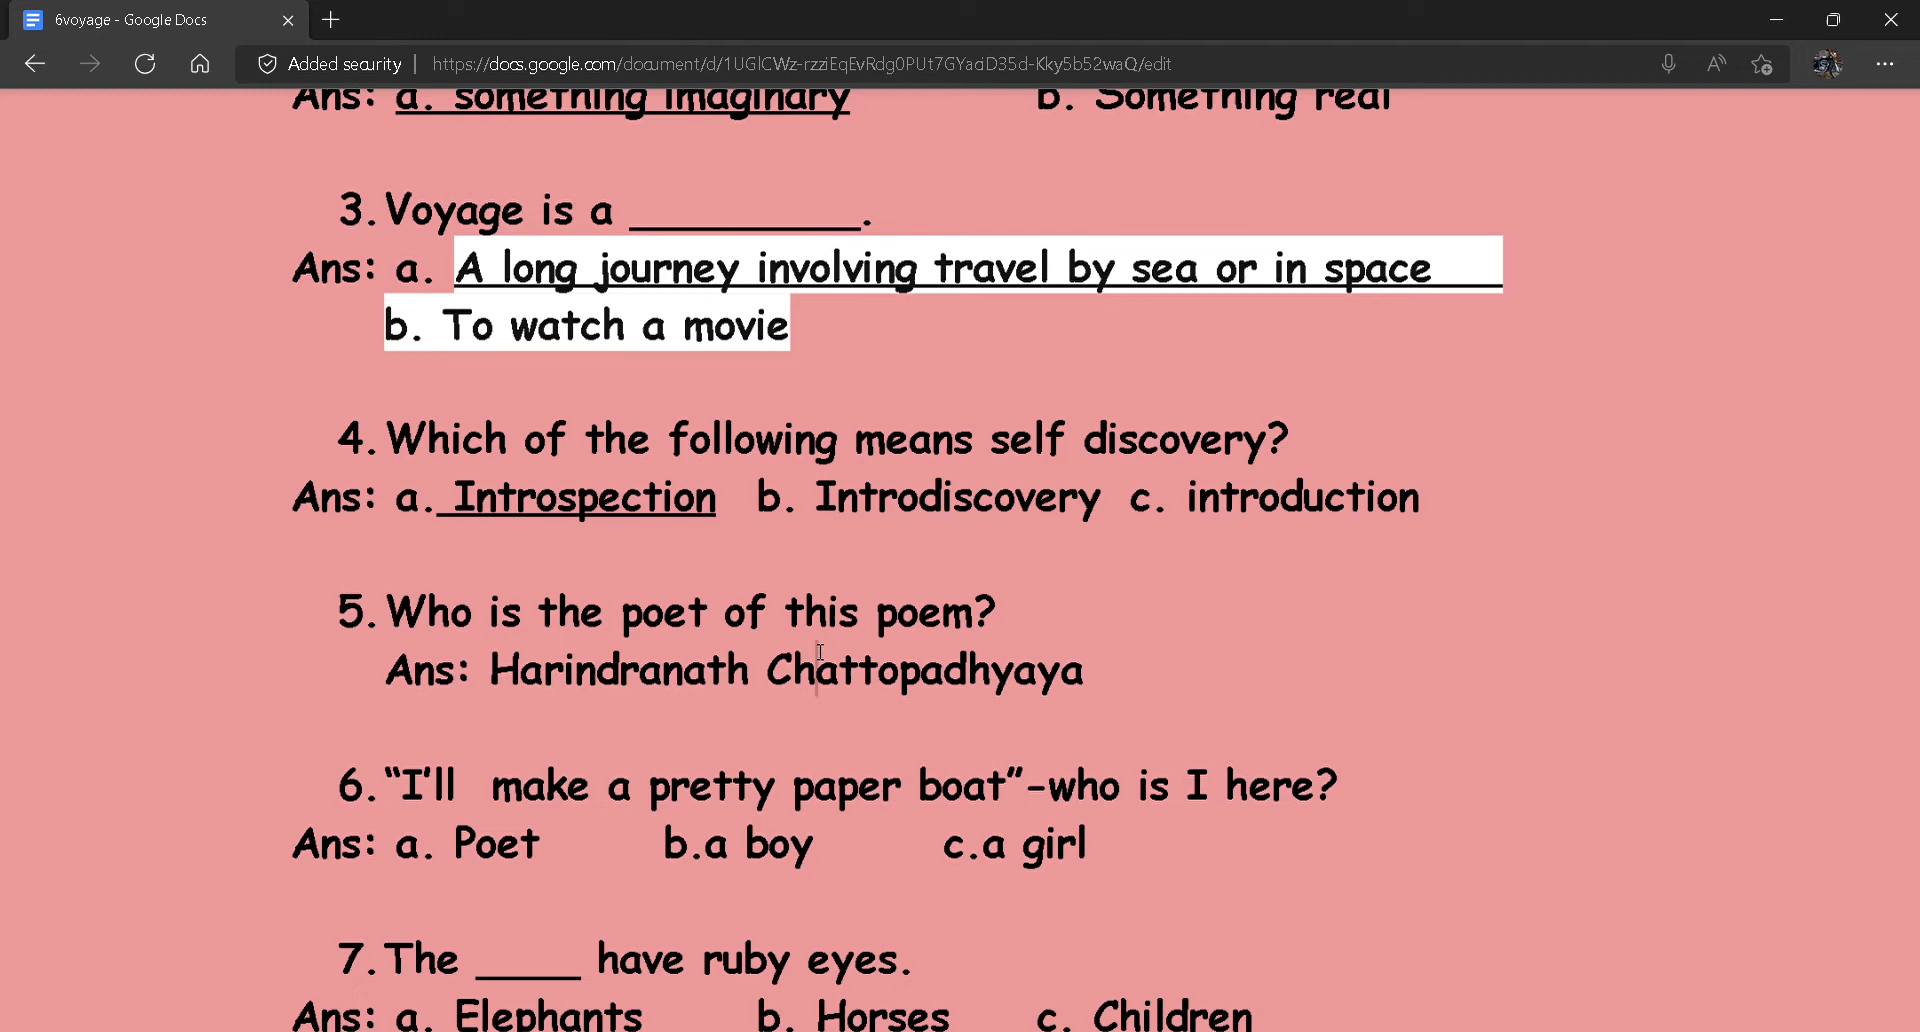 6voyage - Google Docs
Added security | https://docs.google.com/document/d/1UGlCWz-rzziEqEvRdg0PUt7GYadD35d-Kky5b52waQ/edit
Ans: a. something imaginary b. Something real
3. Voyage is a __________.
Ans: a. A long journey involving travel by sea or in space
b. To watch a movie
4. Which of the following means self discovery?
Ans: a. Introspection b. Introdiscovery c. introduction
5. Who is the poet of this poem?
Ans: Harindranath Chattopadhyaya
6. “I’ll make a pretty paper boat”-who is I here?
Ans: a. Poet b.a boy c.a girl
7. The _____ have ruby eyes.
Ans: a. Elephants b. Horses c. Children